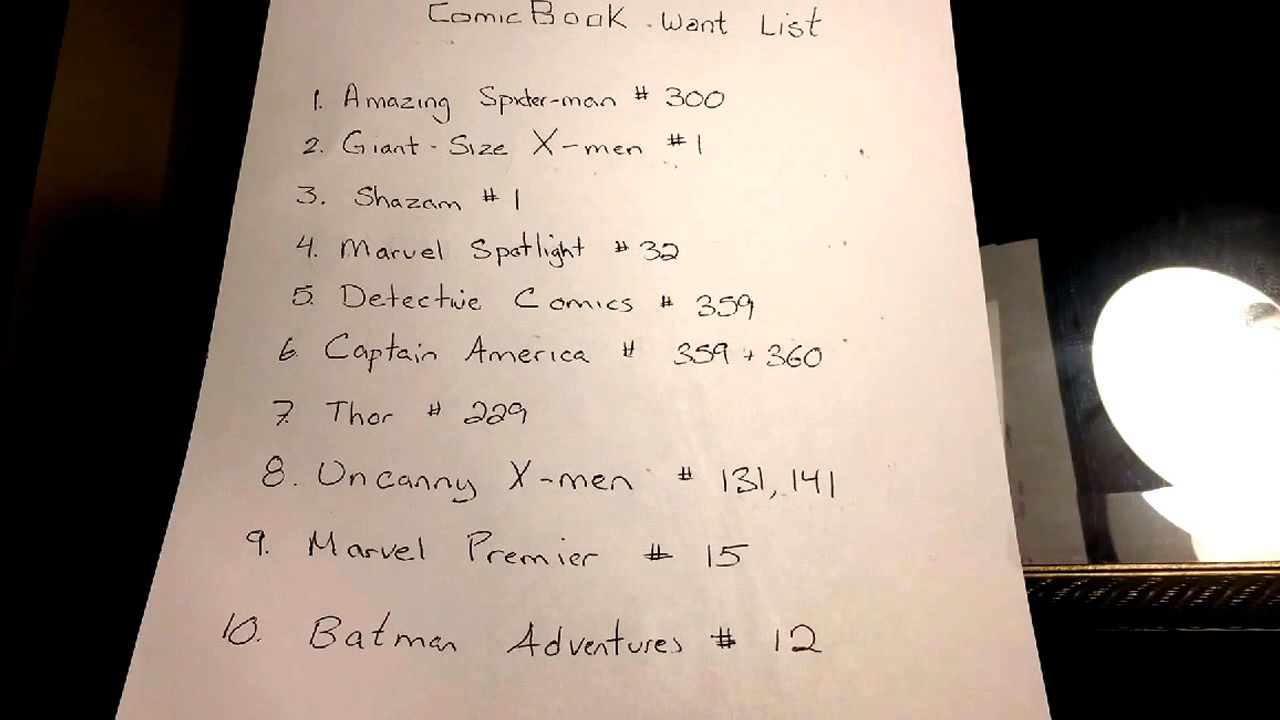 Comic Book Want List
1. Amazing Spider-man # 300
2. Giant-Size X-men #1
3. Shazam # 1
4. Marvel Spotlight # 32
5. Detective Comics # 359
6. Captain America # 359 + 360
7. Thor # 229
8. Uncanny X-men # 131, 141
9. Marvel Premier # 15
10. Batman Adventures # 12